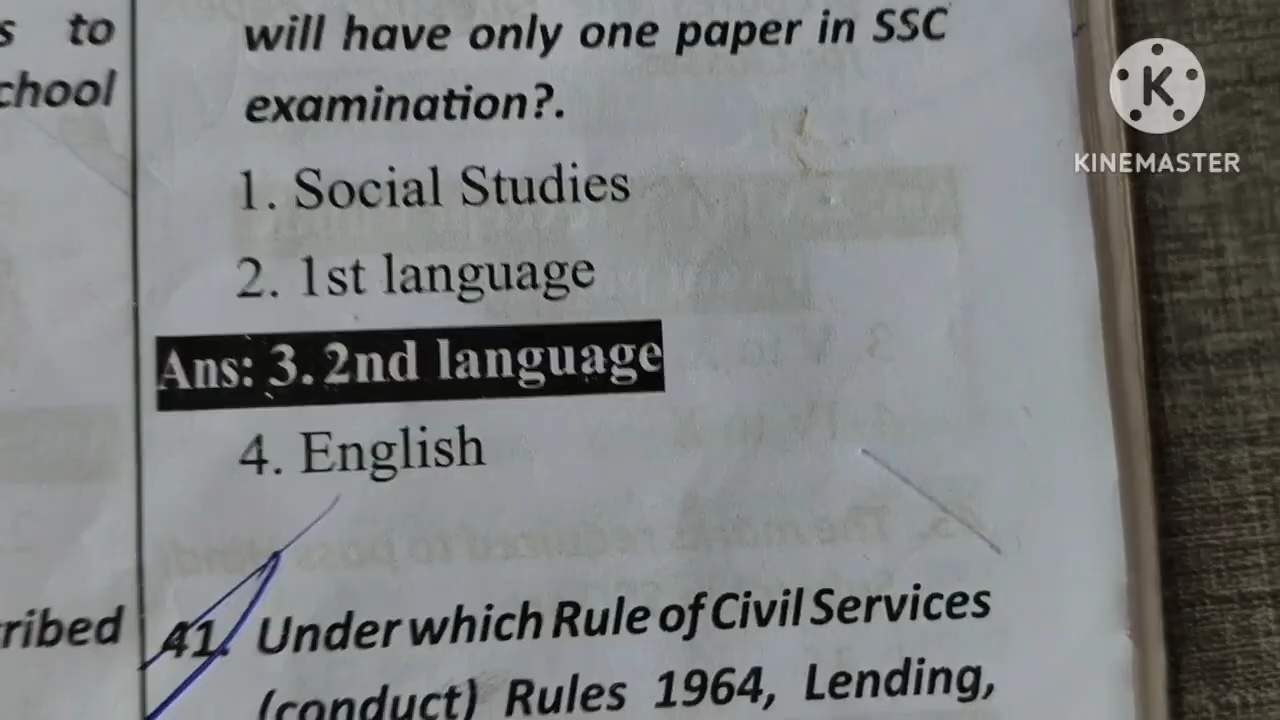 s to
chool
ribed
will have only one paper in SSC
examination?.
1. Social Studies
2. 1st language
Ans: 3. 2nd language
4. English
41. Under which Rule of Civil Services
(conduct) Rules 1964, Lending,
K
KINEMASTER